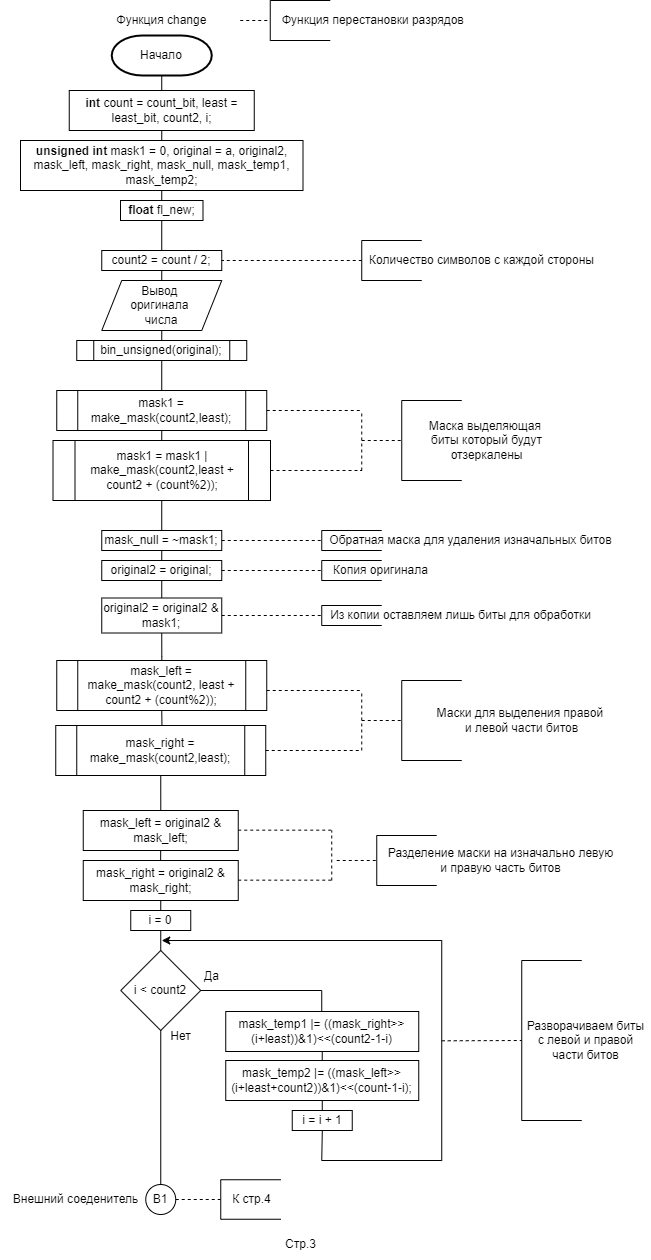 Функция change
Функция перестановки разрядов
Начало
int count = count_bit, least =
least_bit, count2, i;
unsigned int mask1 = 0, original = a, original2,
mask_left, mask_right, mask_null, mask_temp1,
mask_temp2;
float fl_new;
count2 = count / 2;
Количество символов с каждой стороны
Вывод
оригинала
числа
bin_unsigned(original);
mask1 =
make_mask(count2,least);
Маска выделяющая
биты который будут
отзеркалены
mask1 = mask1 |
make_mask(count2,least +
count2 + (count%2));
mask_null = ~mask1;
Обратная маска для удаления изначальных битов
original2 = original;
Копия оригинала
original2 = original2 &
mask1;
Из копии оставляем лишь биты для обработки
mask_left =
make_mask(count2, least +
count2 + (count%2));
Маски для выделения правой
и левой части битов
mask_right =
make_mask(count2,least);
mask_left = original2 &
mask_left;
Разделение маски на изначально левую
и правую часть битов
mask_right = original2 &
mask_right;
i = 0
i < count2
Да
Нет
mask_temp1 |= ((mask_right>>
(i+least))&1)<<(count2-1-i)
Разворачиваем биты
с левой и правой
части битов
mask_temp2 |= ((mask_left>>
(i+least+count2))&1)<<(count-1-i);
i = i + 1
Внешний соеденитель
B1
К стр.4
Стр.3